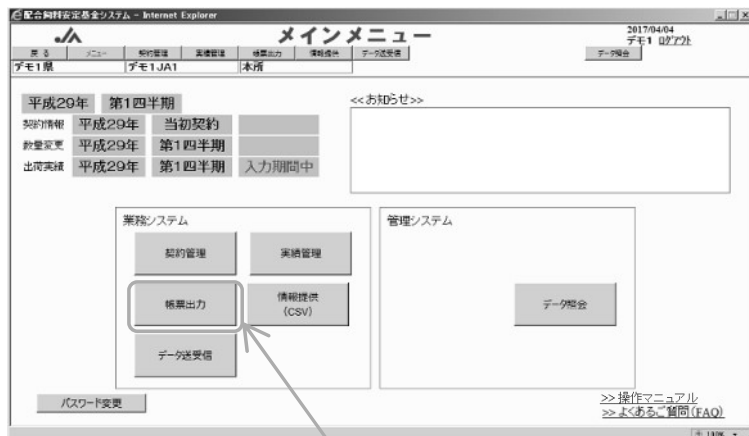 配合飼料安定基金システム - Internet Explorer
JA
メインメニュー
2017/04/04
デモ1 ログアウト
戻る メニュー 契約管理 実績管理 帳票出力 情報提供 データ送受信 データ照会
デモ1県 デモ1JA1 本所
平成29年 第1四半期
<<お知らせ>>
契約情報 平成29年 当初契約
数量変更 平成29年 第1四半期
出荷実績 平成29年 第1四半期 入力期間中
業務システム
管理システム
契約管理 実績管理
帳票出力 情報提供
(CSV)
データ照会
データ送受信
パスワード変更
>> 操作マニュアル
>> よくあるご質問(FAQ)